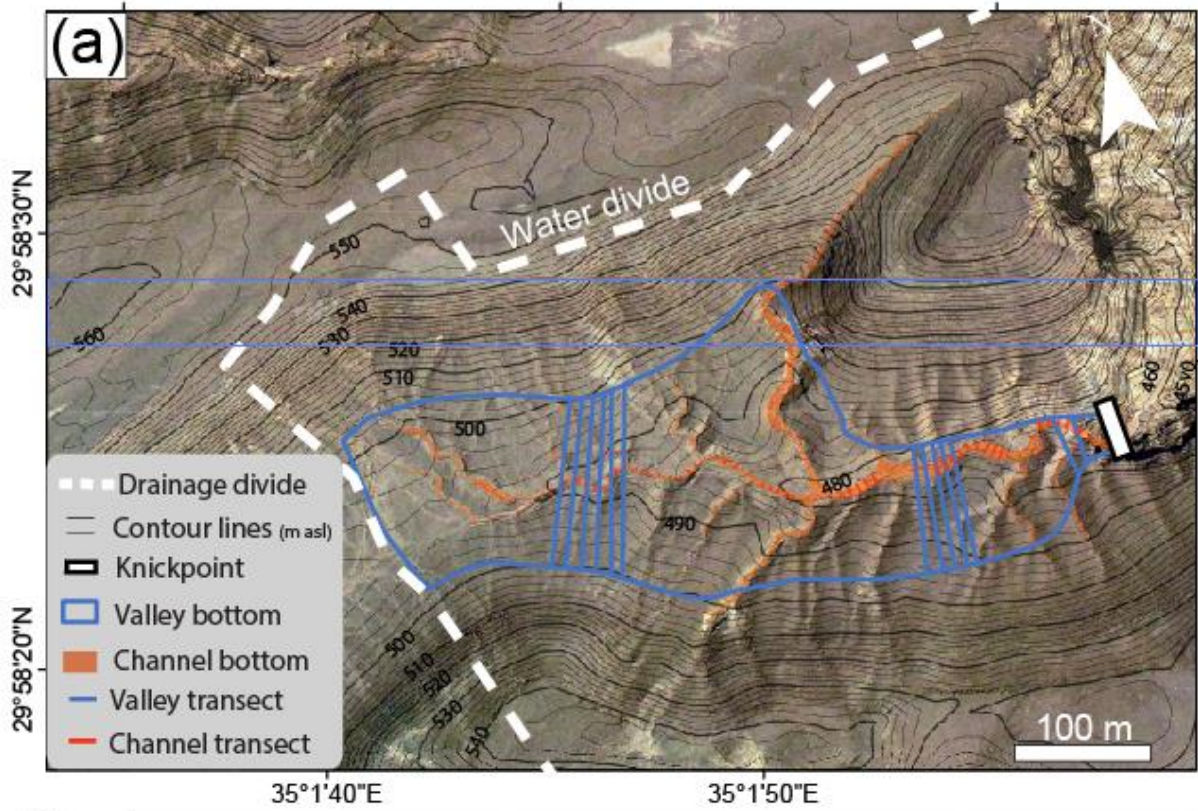 (a)
29°58'30"N
29°58'20"N
Water divide
550
540
530
560
520
510
500
490
480
460
450
500
510
520
530
540
Drainage divide
Contour lines (m asl)
Knickpoint
Valley bottom
Channel bottom
Valley transect
Channel transect
100 m
35°1'40"E
35°1'50"E